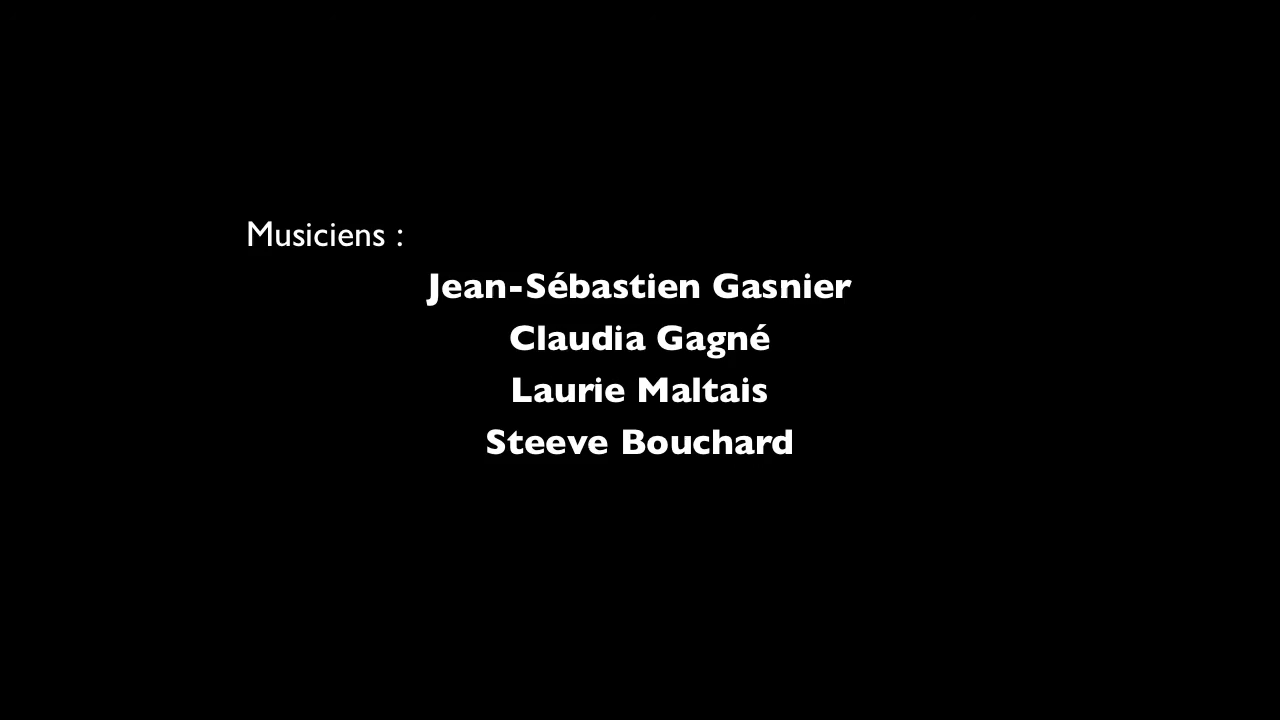 Musiciens :
Jean-Sébastien Gasnier
Claudia Gagné
Laurie Maltais
Steeve Bouchard